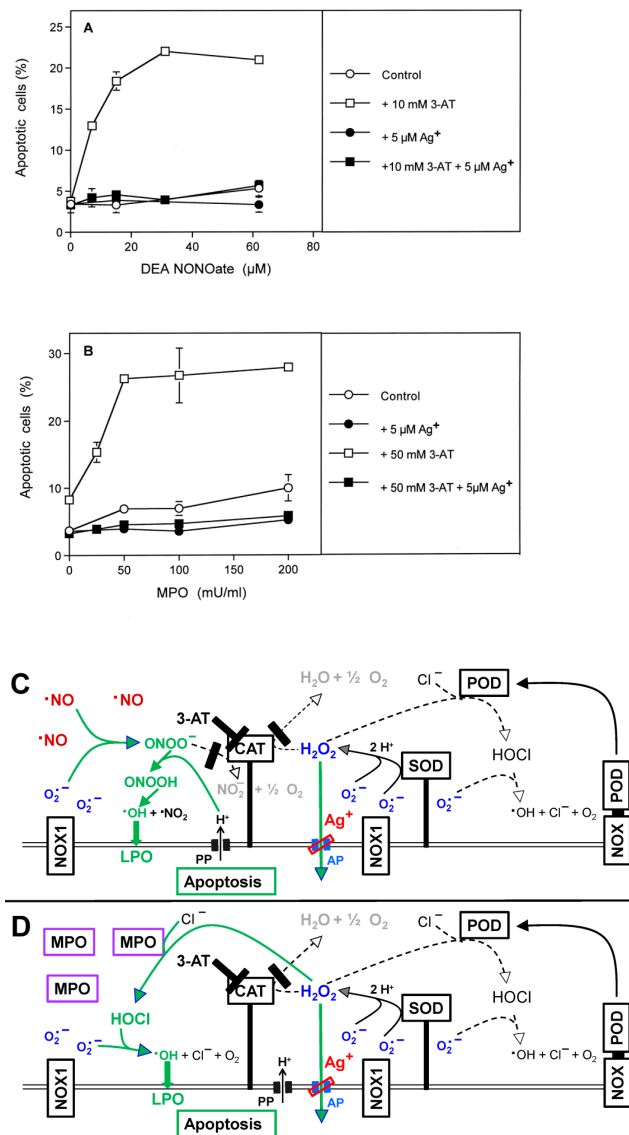 A
Apoptotic cells (%)
25
20
15
10
5
0
0 20 40 60 80
DEA NONOate (µM)
Control
+ 10 mM 3-AT
+ 5 µM Ag+
+10 mM 3-AT + 5 µM Ag+
B
Apoptotic cells (%)
30
20
10
0
0 50 100 150 200
MPO (mU/ml)
Control
+ 5 µM Ag+
+ 50 mM 3-AT
+ 50 mM 3-AT + 5µM Ag+
C
•NO •NO
•NO
O2•−
O2•−
ONOO−
ONOOH
•OH + •NO2
LPO
NOX1
3-AT
CAT
NO2− + ½ O2
H2O + ½ O2
H2O2
H+
PP
Apoptosis
Ag+
AP
2 H+
O2•−
O2•−
NOX1
SOD
O2•−
Cl−
POD
HOCl
•OH + Cl− + O2
POD
NOX
D
MPO
MPO
MPO
Cl−
HOCl
O2•−
O2•−
•OH + Cl− + O2
LPO
NOX1
3-AT
CAT
H2O + ½ O2
H2O2
H+
PP
Apoptosis
Ag+
AP
2 H+
O2•−
O2•−
NOX1
SOD
O2•−
Cl−
POD
HOCl
•OH + Cl− + O2
POD
NOX